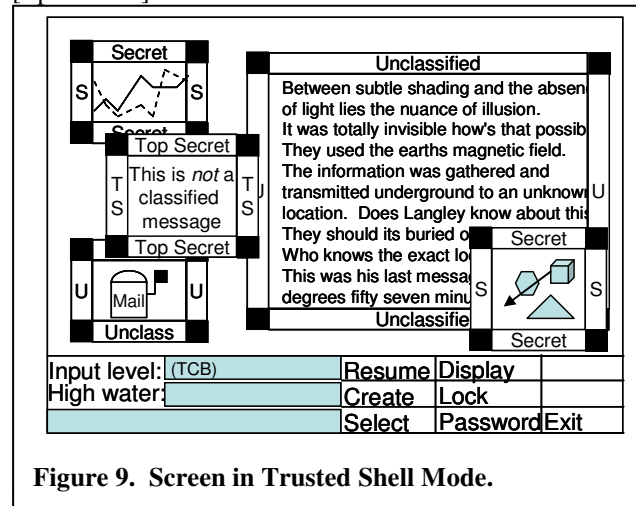 Secret
S
S
Secret
Top Secret
T
S
This is not a
classified
message
T
S
Top Secret
U
Mail
U
Unclass
Unclassified
Between subtle shading and the absen
of light lies the nuance of illusion.
It was totally invisible how's that possib
They used the earths magnetic field.
The information was gathered and
transmitted underground to an unknown
location. Does Langley know about this
They should its buried o
Who knows the exact loc
This was his last messag
degrees fifty seven minu
U
U
Unclassifie
Secret
S
S
Secret
Input level: (TCB)
High water:
Resume Display
Create Lock
Select Password Exit
Figure 9. Screen in Trusted Shell Mode.